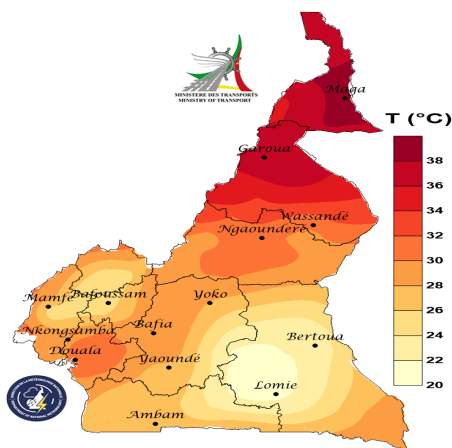 MINISTERE DES TRANSPORTS
MINISTRY OF TRANSPORT
Maga
T (°C)
Garoua
38
36
Wassandé
34
Ngaoundéré
32
30
Mamfé
Bafoussam
Yoko
28
26
Nkongsamba
Bafia
Bertoua
24
Douala
Yaoundé
22
Lomie
20
Ambam